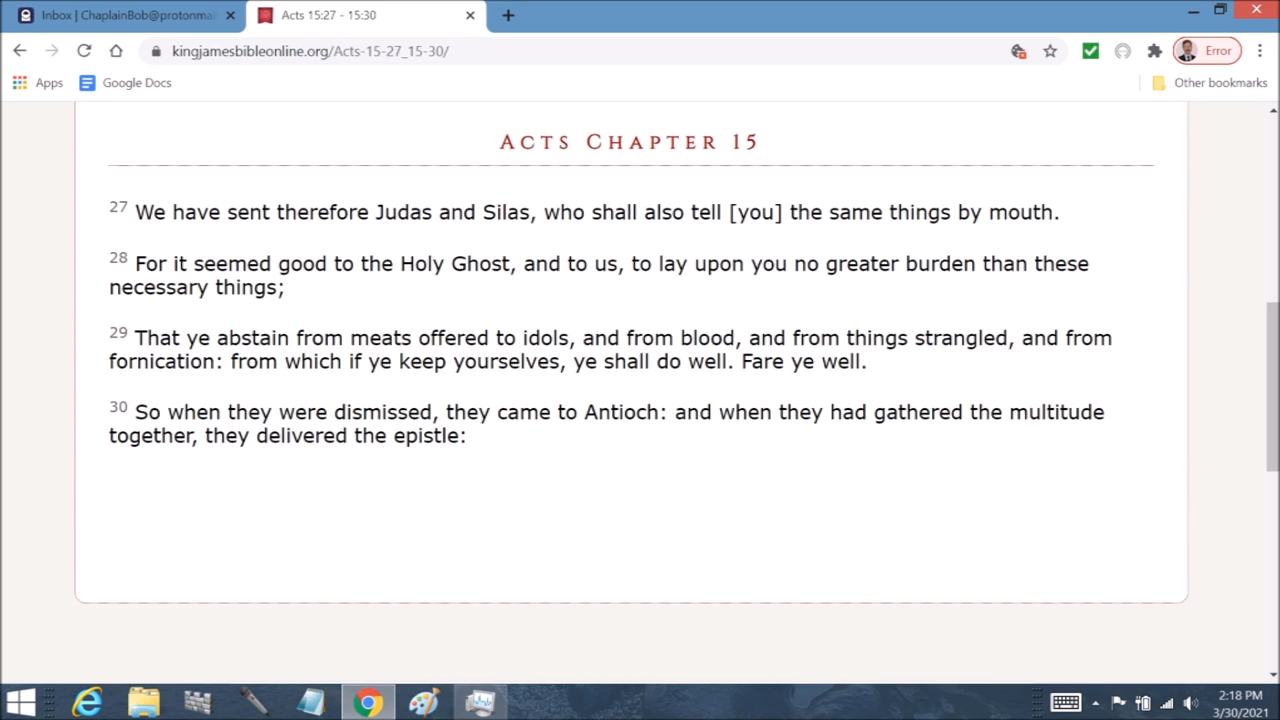 Inbox | ChaplainBob@protonmai
Acts 15:27 - 15:30
kingjamesbibleonline.org/Acts-15-27_15-30/
Error
Apps
Google Docs
Other bookmarks
Acts Chapter 15
27 We have sent therefore Judas and Silas, who shall also tell [you] the same things by mouth.
28 For it seemed good to the Holy Ghost, and to us, to lay upon you no greater burden than these
necessary things;
29 That ye abstain from meats offered to idols, and from blood, and from things strangled, and from
fornication: from which if ye keep yourselves, ye shall do well. Fare ye well.
30 So when they were dismissed, they came to Antioch: and when they had gathered the multitude
together, they delivered the epistle:
2:18 PM
3/30/2021